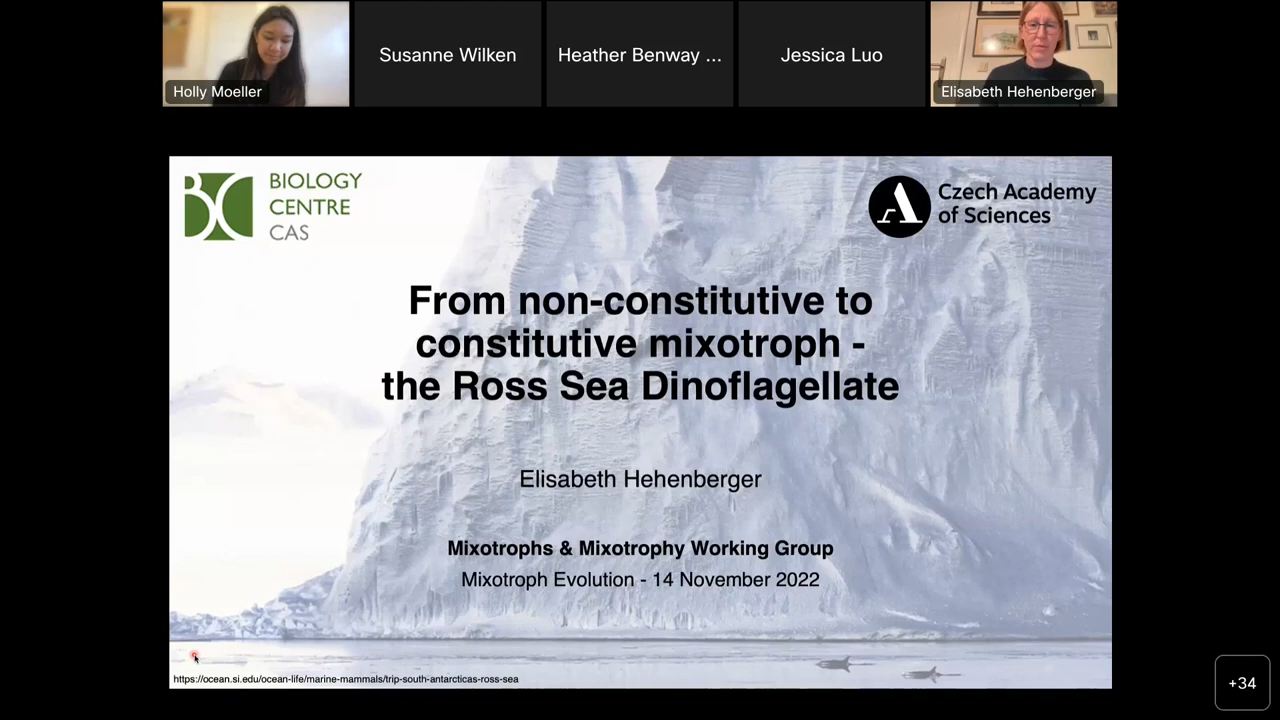 Holly Moeller
Susanne Wilken
Heather Benway ...
Jessica Luo
Elisabeth Hehenberger
BC
BIOLOGY
CENTRE
CAS
Czech Academy
of Sciences
From non-constitutive to
constitutive mixotroph -
the Ross Sea Dinoflagellate
Elisabeth Hehenberger
Mixotrophs & Mixotrophy Working Group
Mixotroph Evolution - 14 November 2022
https://ocean.si.edu/ocean-life/marine-mammals/trip-south-antarcticas-ross-sea
+34